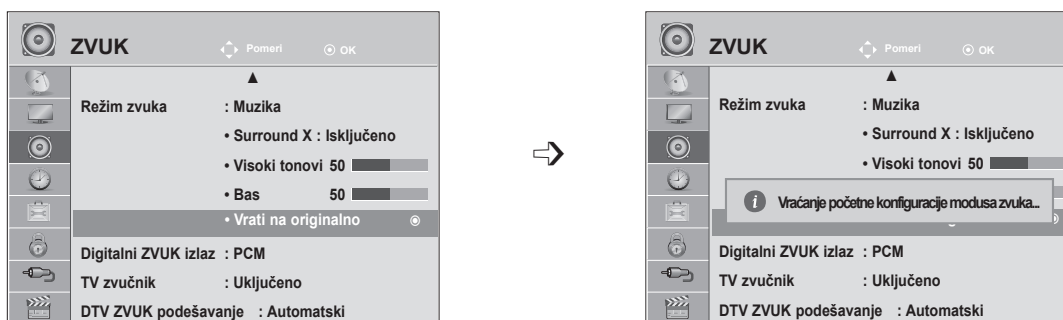 ZVUK Pomeri OK
Režim zvuka : Muzika
• Surround X : Isključeno
• Visoki tonovi 50
• Bas 50
• Vrati na originalno
Digitalni ZVUK izlaz : PCM
TV zvučnik : Uključeno
DTV ZVUK podešavanje : Automatski
ZVUK Pomeri OK
Režim zvuka : Muzika
• Surround X : Isključeno
• Visoki tonovi 50
Vraćanje početne konfiguracije modusa zvuka...
Digitalni ZVUK izlaz : PCM
TV zvučnik : Uključeno
DTV ZVUK podešavanje : Automatski